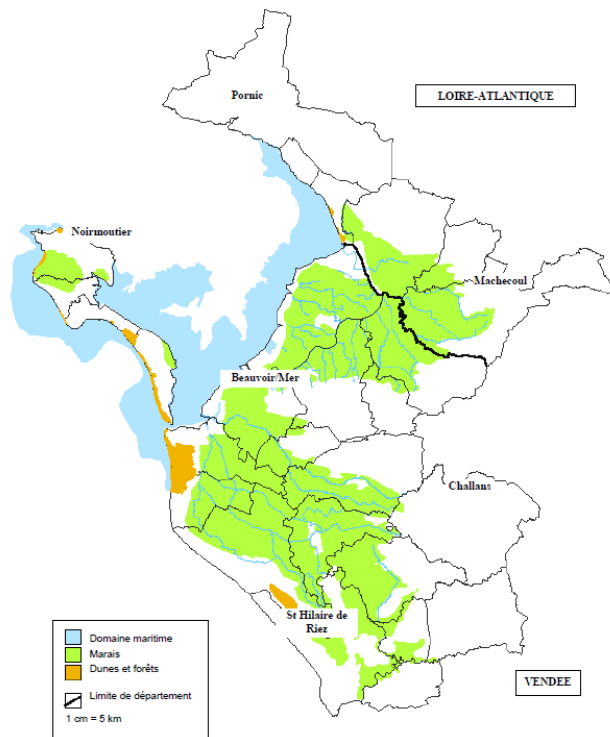 Pornic
LOIRE-ATLANTIQUE
Noirmoutier
Machecoul
Beauvoir/Mer
Challans
St Hilaire de
Riez
VENDEE
Domaine maritime
Marais
Dunes et forêts
Limite de département
1 cm = 5 km